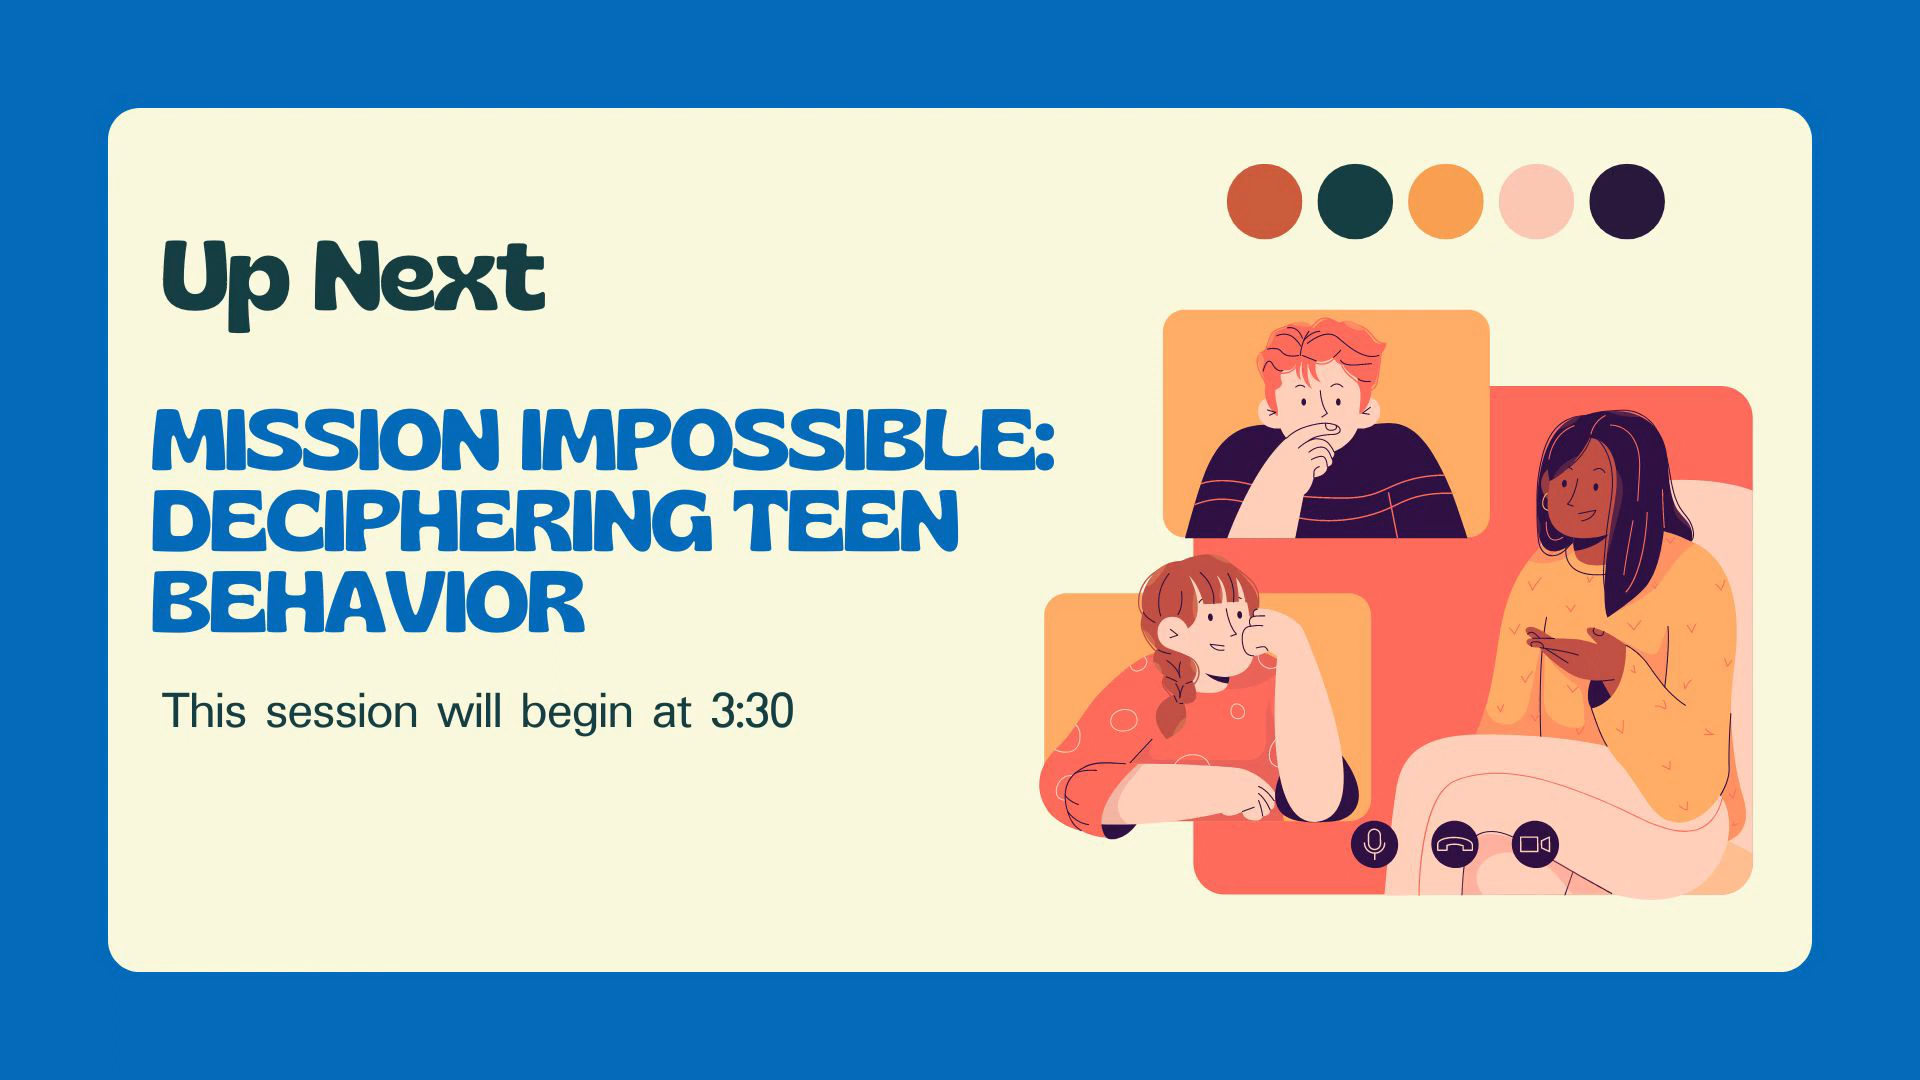 Up Next
MISSION IMPOSSIBLE:
DECIPHERING TEEN
BEHAVIOR
This session will begin at 3:30